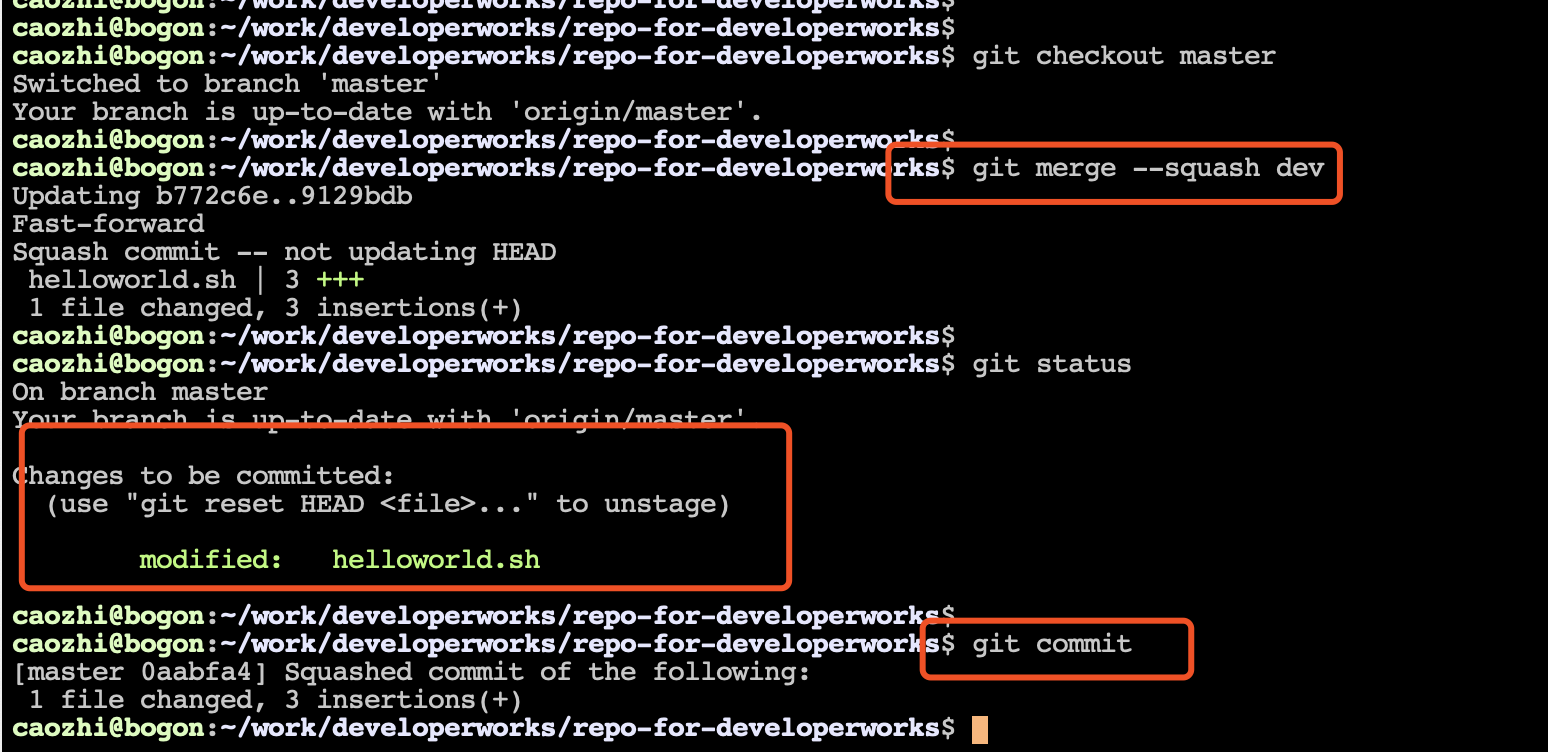 caozhi@bogon:~/work/developerworks/repo-for-developerworks$
caozhi@bogon:~/work/developerworks/repo-for-developerworks$
caozhi@bogon:~/work/developerworks/repo-for-developerworks$ git checkout master
Switched to branch 'master'
Your branch is up-to-date with 'origin/master'.
caozhi@bogon:~/work/developerworks/repo-for-developerworks$
caozhi@bogon:~/work/developerworks/repo-for-developerworks$ git merge --squash dev
Updating b772c6e..9129bdb
Fast-forward
Squash commit -- not updating HEAD
 helloworld.sh | 3 +++
 1 file changed, 3 insertions(+)
caozhi@bogon:~/work/developerworks/repo-for-developerworks$
caozhi@bogon:~/work/developerworks/repo-for-developerworks$ git status
On branch master
Your branch is up-to-date with 'origin/master'
Changes to be committed:
  (use "git reset HEAD <file>..." to unstage)
        modified:   helloworld.sh
caozhi@bogon:~/work/developerworks/repo-for-developerworks$
caozhi@bogon:~/work/developerworks/repo-for-developerworks$ git commit
[master 0aabfa4] Squashed commit of the following:
 1 file changed, 3 insertions(+)
caozhi@bogon:~/work/developerworks/repo-for-developerworks$